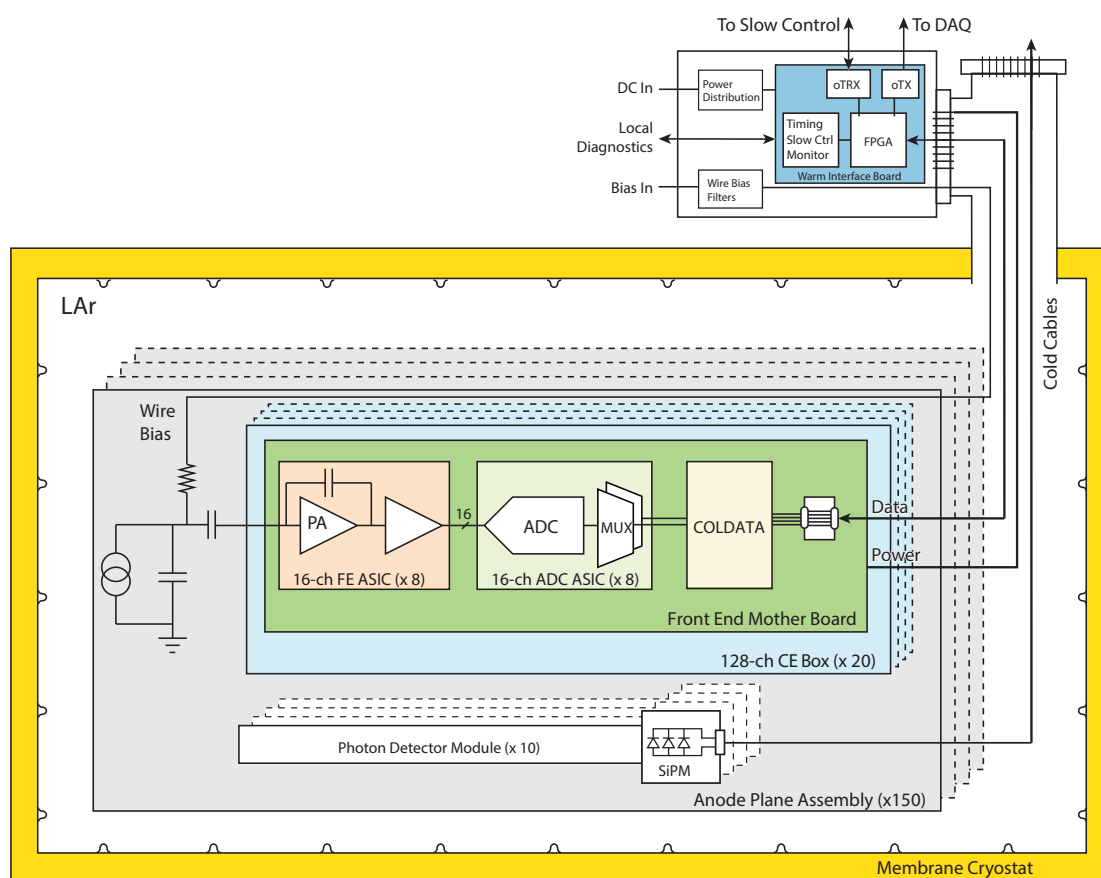 To Slow Control
To DAQ
DC In
Power
Distribution
oTRX
oTX
Local
Diagnostics
Timing
Slow Ctrl
Monitor
FPGA
Warm Interface Board
Bias In
Wire Bias
Filters
LAr
Cold Cables
Wire
Bias
PA
16
ADC
MUX
COLDATA
Data
Power
16-ch FE ASIC (x 8)
16-ch ADC ASIC (x 8)
Front End Mother Board
128-ch CE Box (x 20)
Photon Detector Module (x 10)
SiPM
Anode Plane Assembly (x150)
Membrane Cryostat